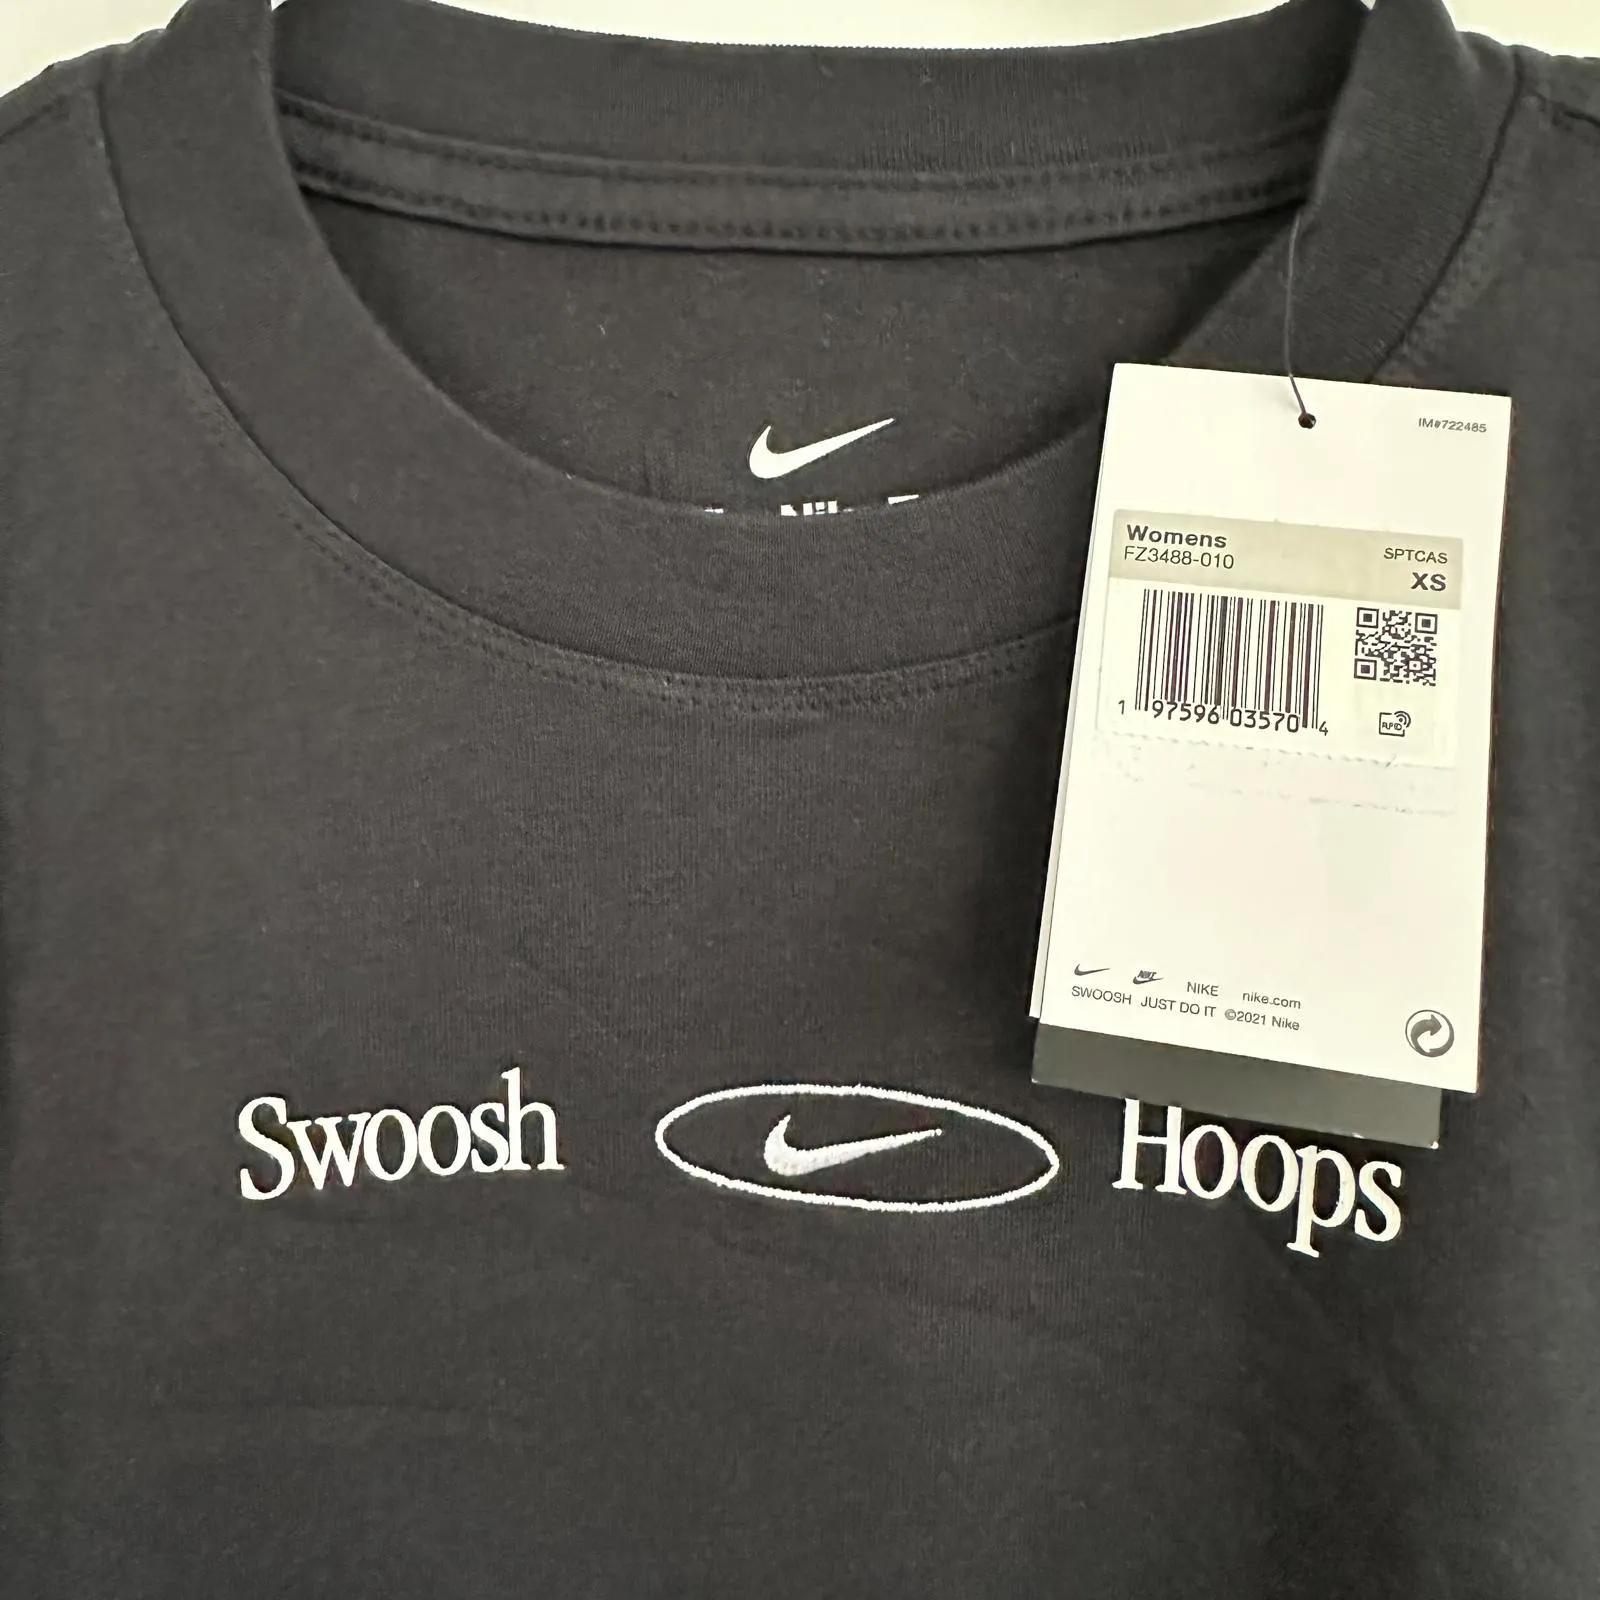 IM#722485
Womens
FZ3488-010
SPTCAS
XS
1 97596 03570 4
RFID
NIKE nike.com
SWOOSH JUST DO IT ©2021 Nike
Swoosh Hoops